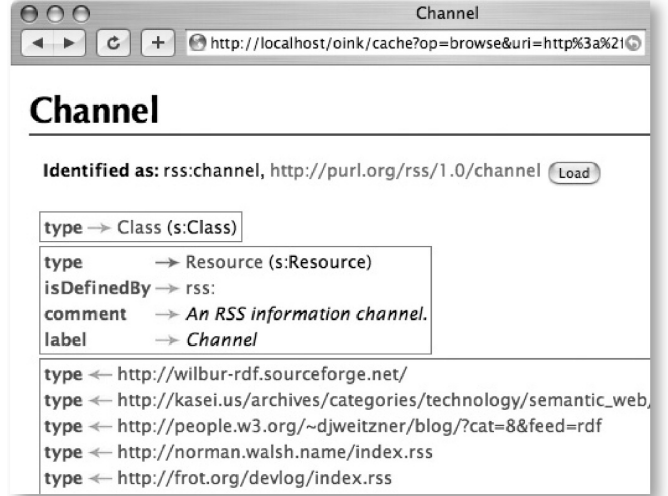 Channel
http://localhost/oink/cache?op=browse&uri=http%3a%2f
Channel
Identified as: rss:channel, http://purl.org/rss/1.0/channel Load
type → Class (s:Class)
type → Resource (s:Resource)
isDefinedBy → rss:
comment → An RSS information channel.
label → Channel
type ← http://wilbur-rdf.sourceforge.net/
type ← http://kasei.us/archives/categories/technology/semantic_web/
type ← http://people.w3.org/~djweitzner/blog/?cat=8&feed=rdf
type ← http://norman.walsh.name/index.rss
type ← http://frot.org/devlog/index.rss